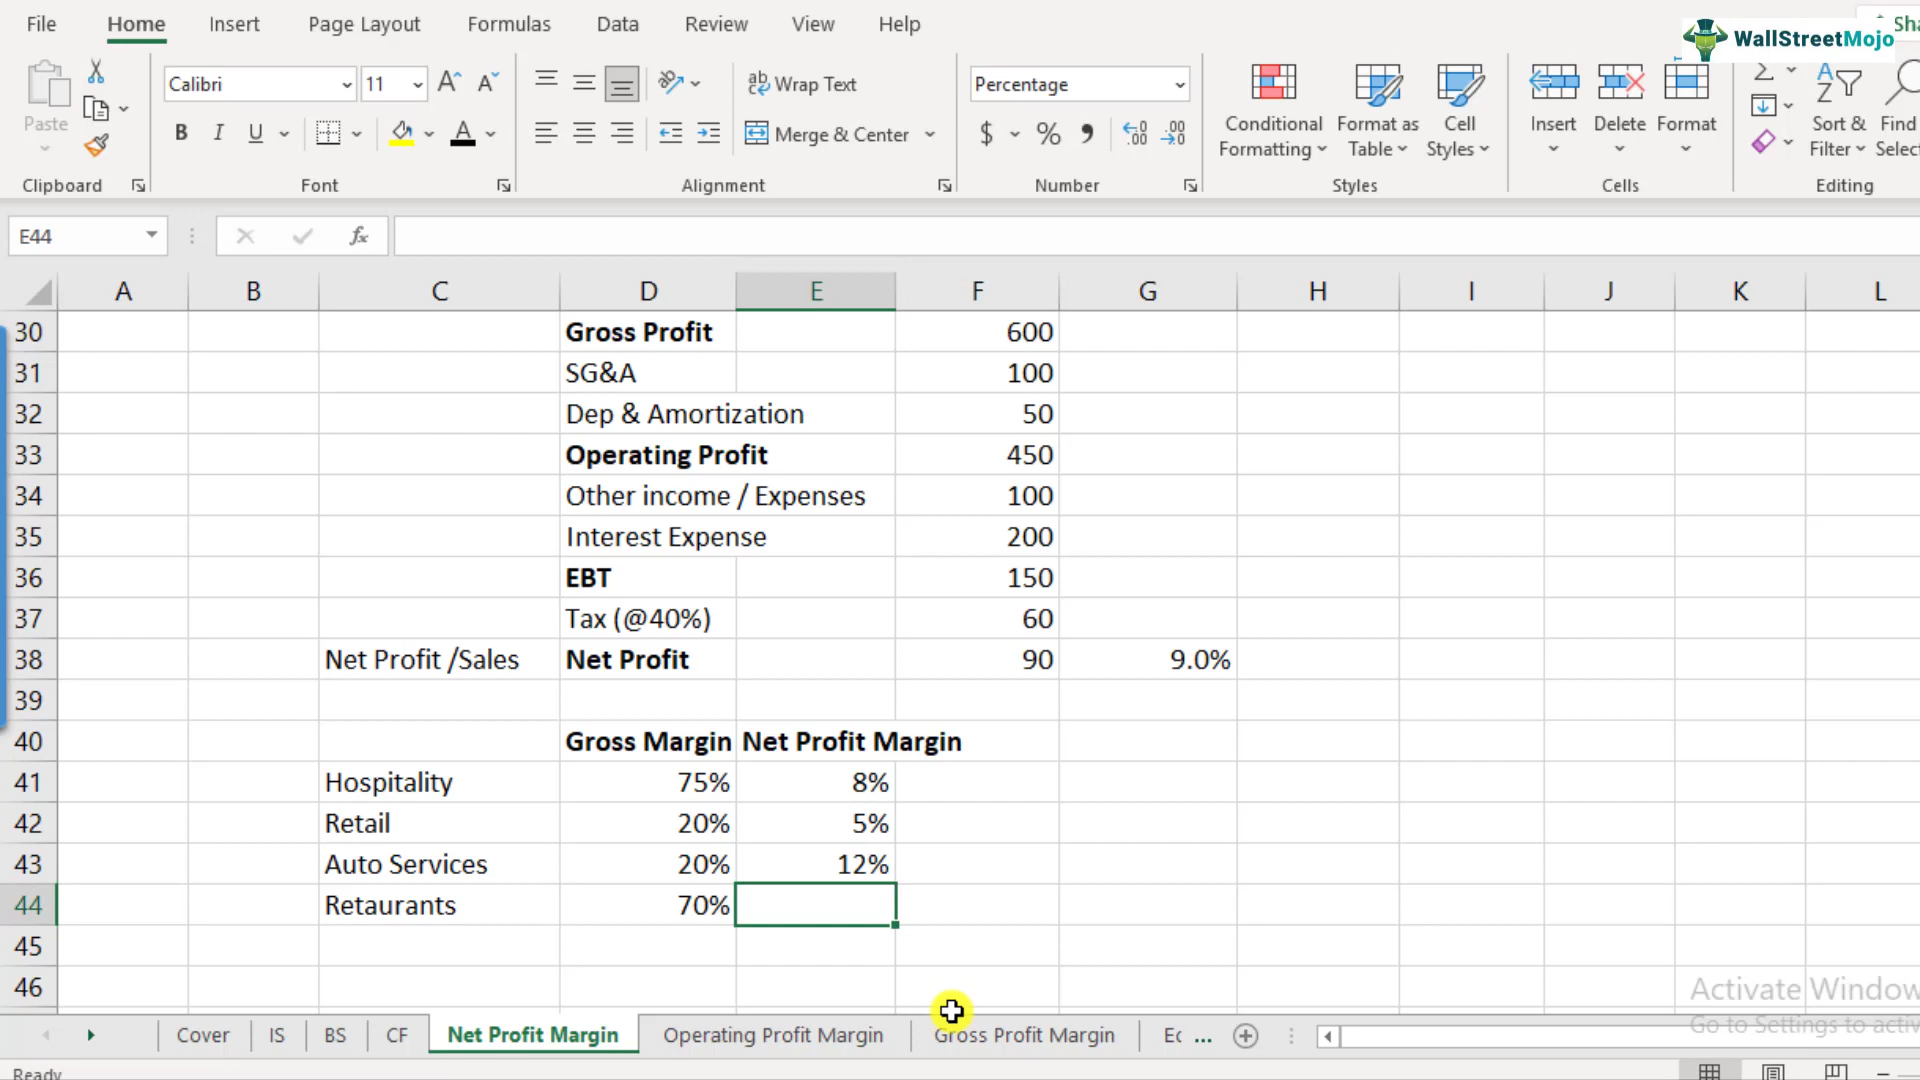 File Home Insert Page Layout Formulas Data Review View Help
WallStreetMojo
Paste Calibri 11 Wrap Text Percentage
Merge & Center
Conditional Formatting Format as Table Cell Styles Insert Delete Format Sort & Filter Find
Clipboard Font Alignment Number Styles Cells Editing
E44 fx
A B C D E F G H I J K L
30 Gross Profit 600
31 SG&A 100
32 Dep & Amortization 50
33 Operating Profit 450
34 Other income / Expenses 100
35 Interest Expense 200
36 EBT 150
37 Tax (@40%) 60
38 Net Profit /Sales Net Profit 90 9.0%
39
40 Gross Margin Net Profit Margin
41 Hospitality 75% 8%
42 Retail 20% 5%
43 Auto Services 20% 12%
44 Retaurants 70%
45
46
Activate Window
Go to Settings to activ
Cover IS BS CF Net Profit Margin Operating Profit Margin Gross Profit Margin Ec ...
Ready